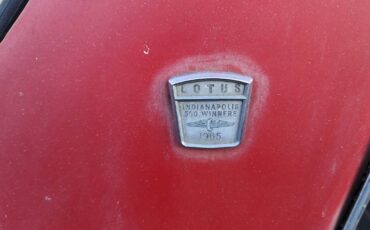 LOTUS
INDIANAPOLIS
500 WINNERS
1965